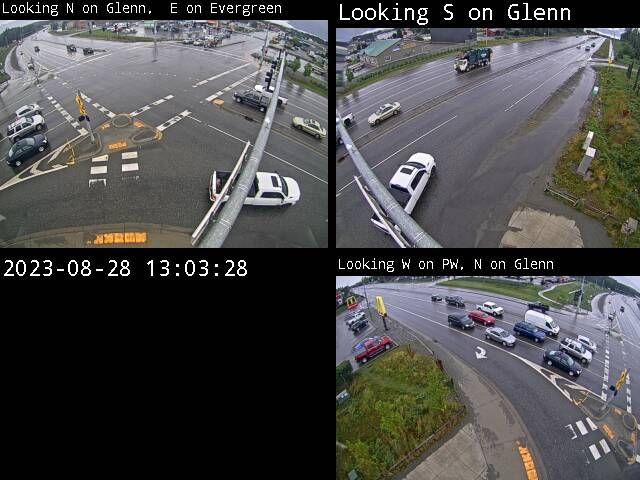 Looking N on Glenn,  E on Evergreen
Looking S on Glenn
2023-08-28 13:03:28
Looking W on PW, N on Glenn